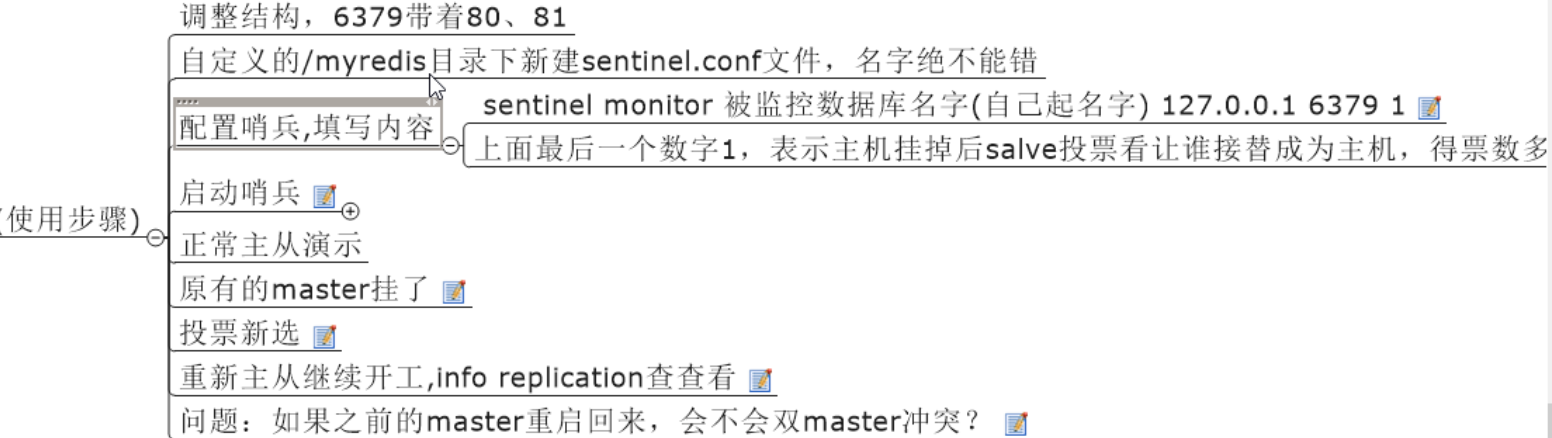 调整结构，6379带着80、81
自定义的/myredis目录下新建sentinel.conf文件，名字绝不能错
配置哨兵,填写内容
sentinel monitor 被监控数据库名字(自己起名字) 127.0.0.1 6379 1
上面最后一个数字1，表示主机挂掉后salve投票看让谁接替成为主机，得票数多
启动哨兵
(使用步骤)
正常主从演示
原有的master挂了
投票新选
重新主从继续开工,info replication查查看
问题：如果之前的master重启回来，会不会双master冲突？